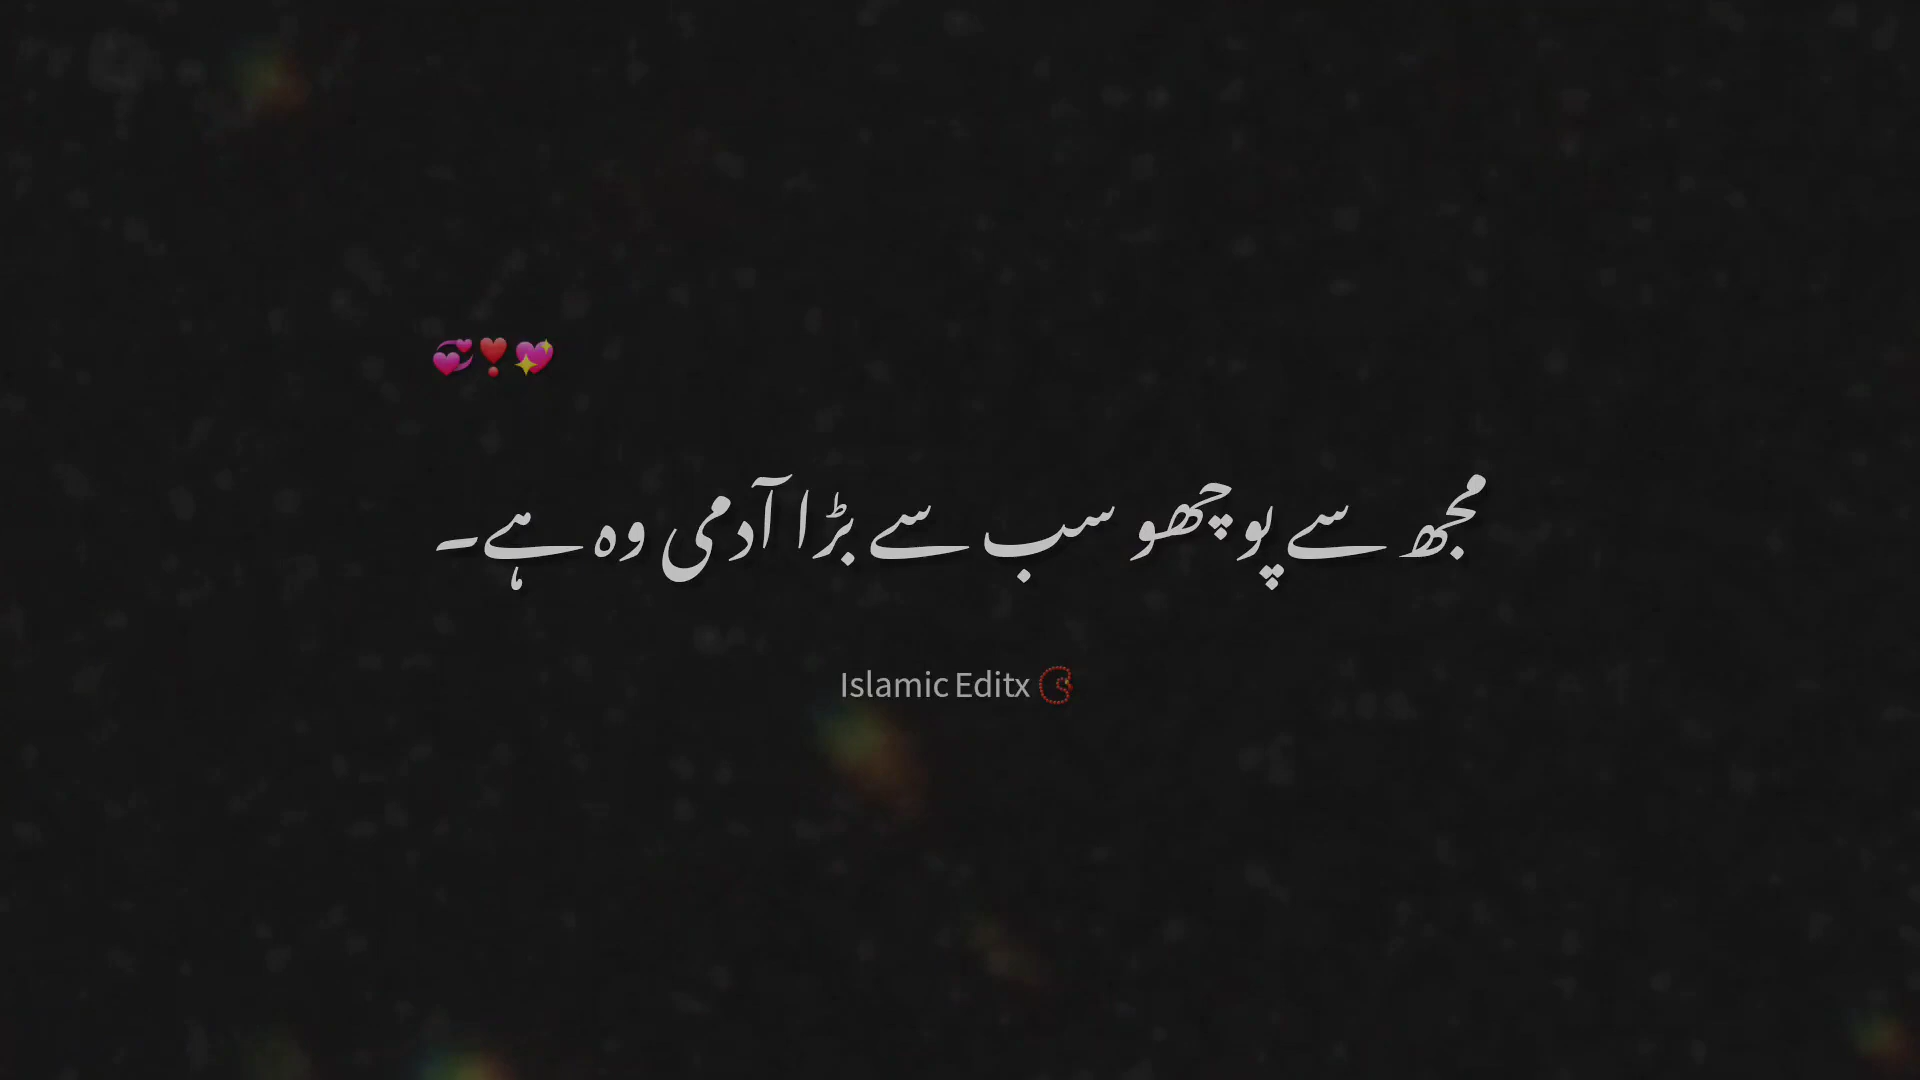 💞❣️💖
مجھ سے پوچھو سب سے بڑا آدمی وہ ہے۔
Islamic Editx 📿